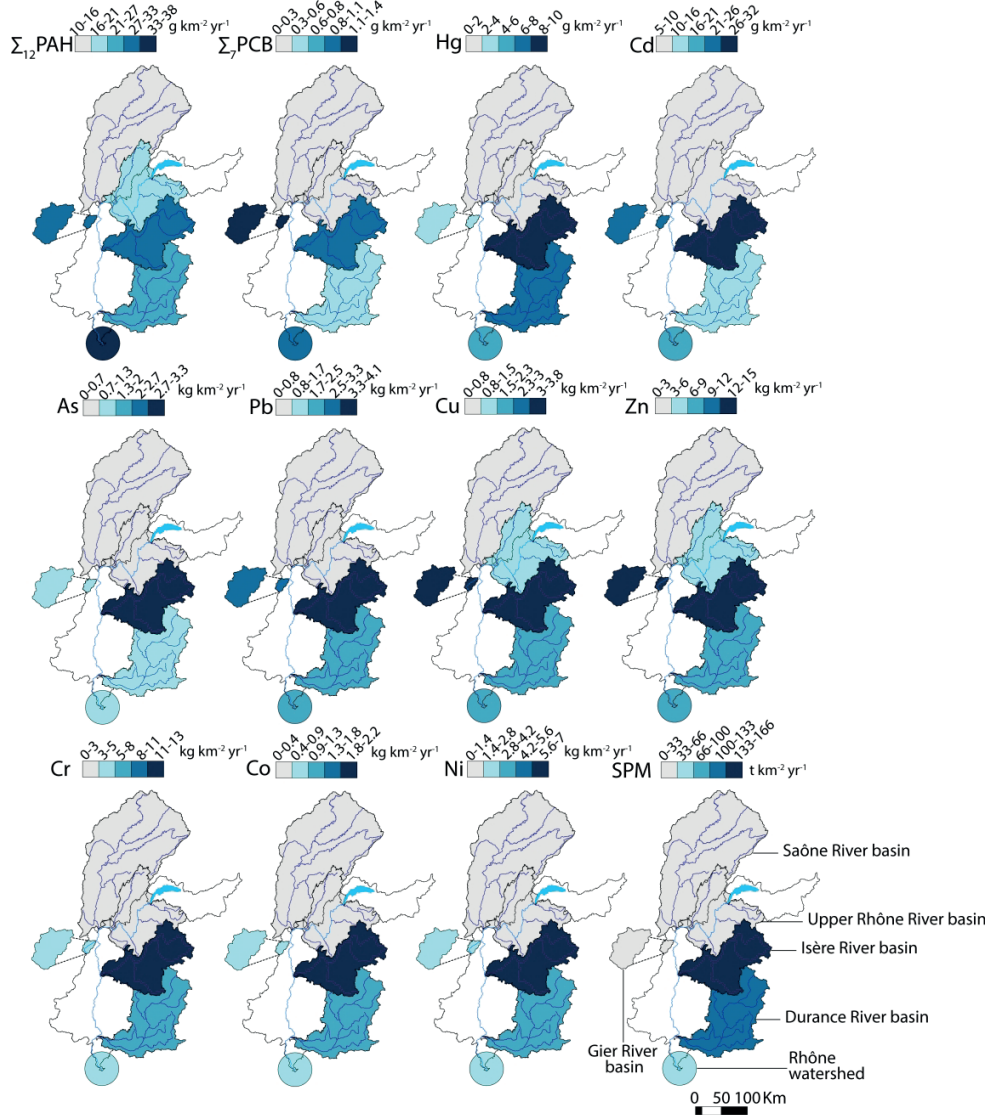 Σ12PAH 10-16 16-21 21-27 27-33 33-38 g km-2 yr-1
Σ7PCB 0-0.3 0.3-0.6 0.6-0.8 0.8-1.1 1.1-1.4 g km-2 yr-1
Hg 0-2 2-4 4-6 6-8 8-10 g km-2 yr-1
Cd 5-10 10-16 16-21 21-26 26-32 g km-2 yr-1
As 0-0.7 0.7-1.3 1.3-2 2-2.7 2.7-3.3 kg km-2 yr-1
Pb 0-0.8 0.8-1.7 1.7-2.5 2.5-3.3 3.3-4.1 kg km-2 yr-1
Cu 0-0.8 0.8-1.5 1.5-2.3 2.3-3 3-3.8 kg km-2 yr-1
Zn 0-3 3-6 6-9 9-12 12-15 kg km-2 yr-1
Cr 0-3 3-5 5-8 8-11 11-13 kg km-2 yr-1
Co 0-0.4 0.4-0.9 0.9-1.3 1.3-1.8 1.8-2.2 kg km-2 yr-1
Ni 0-1.4 1.4-2.8 2.8-4.2 4.2-5.6 5.6-7 kg km-2 yr-1
SPM 0-33 33-66 66-100 100-133 133-166 t km-2 yr-1
Saône River basin
Upper Rhône River basin
Isère River basin
Durance River basin
Gier River
basin
Rhône
watershed
0 50 100 Km